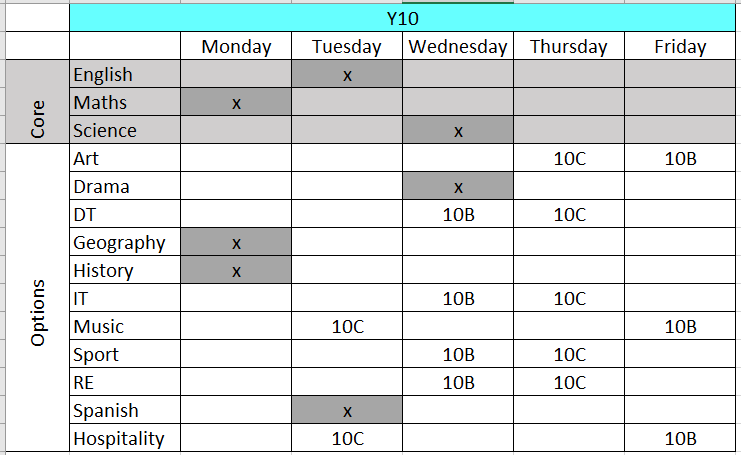 Y10
Monday Tuesday Wednesday Thursday Friday
Core
English x
Maths x
Science x
Options
Art 10C 10B
Drama x
DT 10B 10C
Geography x
History x
IT 10B 10C
Music 10C 10B
Sport 10B 10C
RE 10B 10C
Spanish x
Hospitality 10C 10B